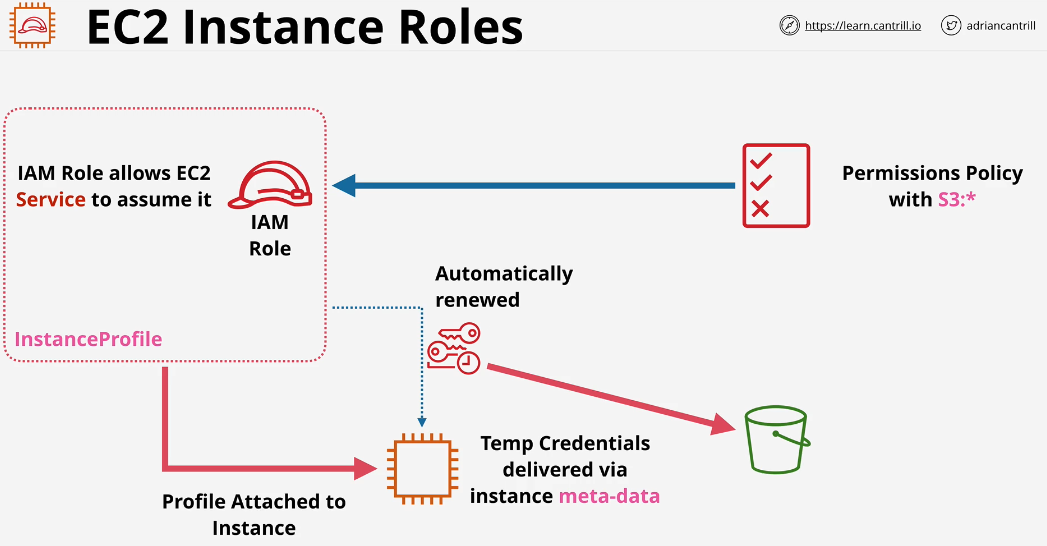 EC2 Instance Roles
https://learn.cantrill.io
adriancantrill
IAM Role allows EC2
Service to assume it
IAM
Role
Permissions Policy
with S3:*
Automatically
renewed
InstanceProfile
Temp Credentials
delivered via
instance meta-data
Profile Attached to
Instance